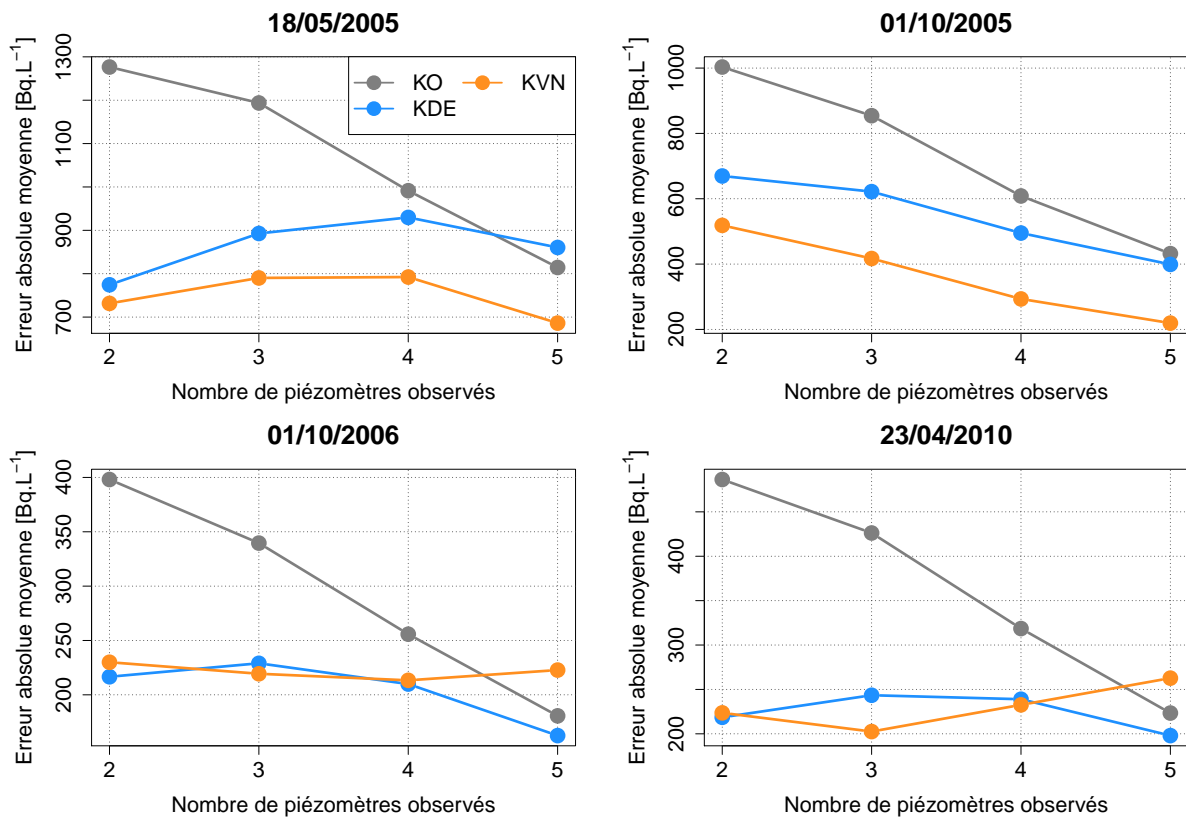 18/05/2005
Erreur absolue moyenne [Bq.L⁻¹]
700 900 1100 1300
KO KVN
KDE
2 3 4 5
Nombre de piézomètres observés
01/10/2005
Erreur absolue moyenne [Bq.L⁻¹]
200 400 600 800 1000
2 3 4 5
Nombre de piézomètres observés
01/10/2006
Erreur absolue moyenne [Bq.L⁻¹]
200 250 300 350 400
2 3 4 5
Nombre de piézomètres observés
23/04/2010
Erreur absolue moyenne [Bq.L⁻¹]
200 300 400
2 3 4 5
Nombre de piézomètres observés